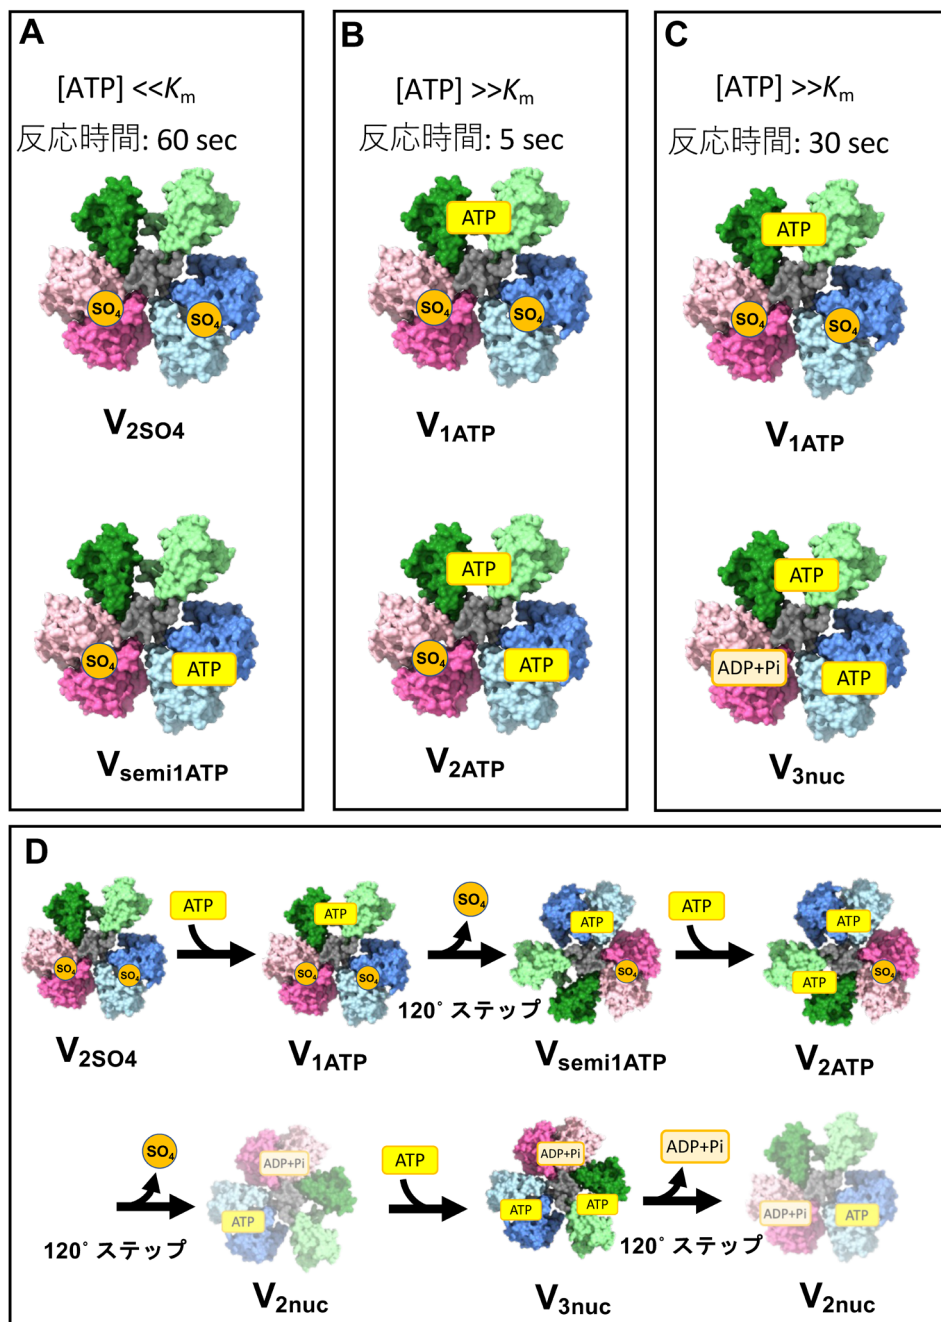 A
[ATP] <<Km
反応時間: 60 sec
SO4
SO4
V2SO4
SO4
ATP
Vsemi1ATP
B
[ATP] >>Km
反応時間: 5 sec
ATP
SO4
SO4
V1ATP
ATP
SO4
ATP
V2ATP
C
[ATP] >>Km
反応時間: 30 sec
ATP
SO4
SO4
V1ATP
ATP
ADP+Pi
ATP
V3nuc
D
SO4
SO4
V2SO4
ATP
ATP
SO4
SO4
V1ATP
SO4
120˚ ステップ
ATP
SO4
Vsemi1ATP
ATP
ATP
ATP
SO4
V2ATP
SO4
120˚ ステップ
ADP+Pi
ATP
V2nuc
ATP
ADP+Pi
ATP
ATP
V3nuc
ADP+Pi
120˚ ステップ
ADP+Pi
ATP
V2nuc